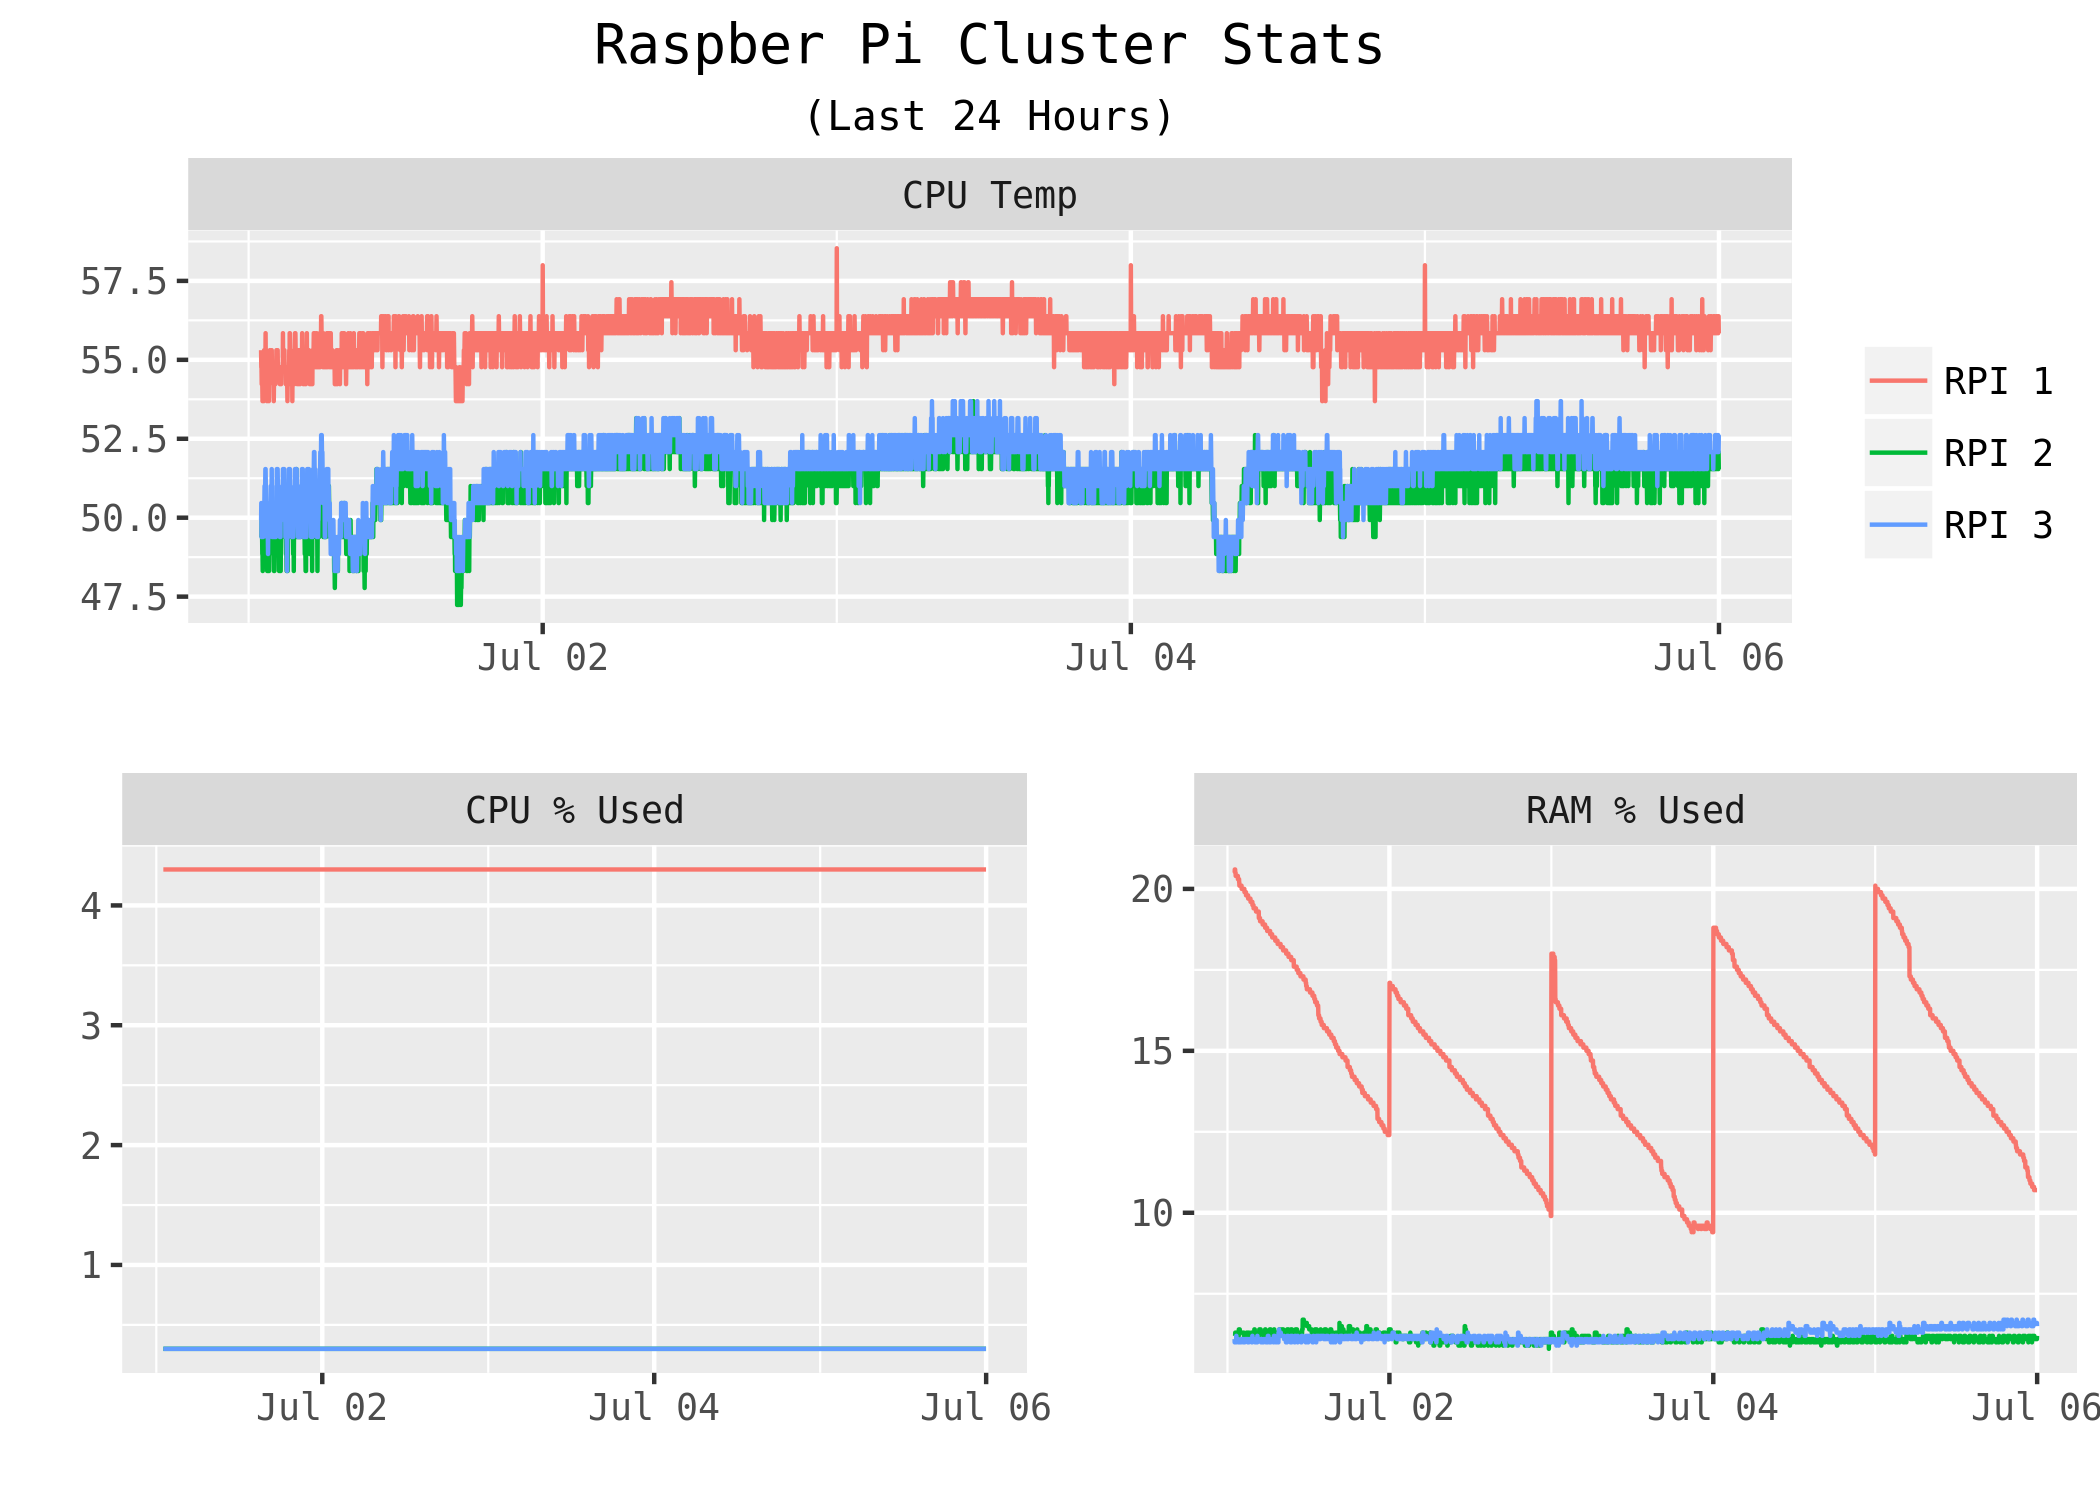 Raspber Pi Cluster Stats
(Last 24 Hours)
CPU Temp
57.5
55.0
52.5
50.0
47.5
Jul 02 Jul 04 Jul 06
RPI 1
RPI 2
RPI 3
CPU % Used
4
3
2
1
Jul 02 Jul 04 Jul 06
RAM % Used
20
15
10
Jul 02 Jul 04 Jul 06